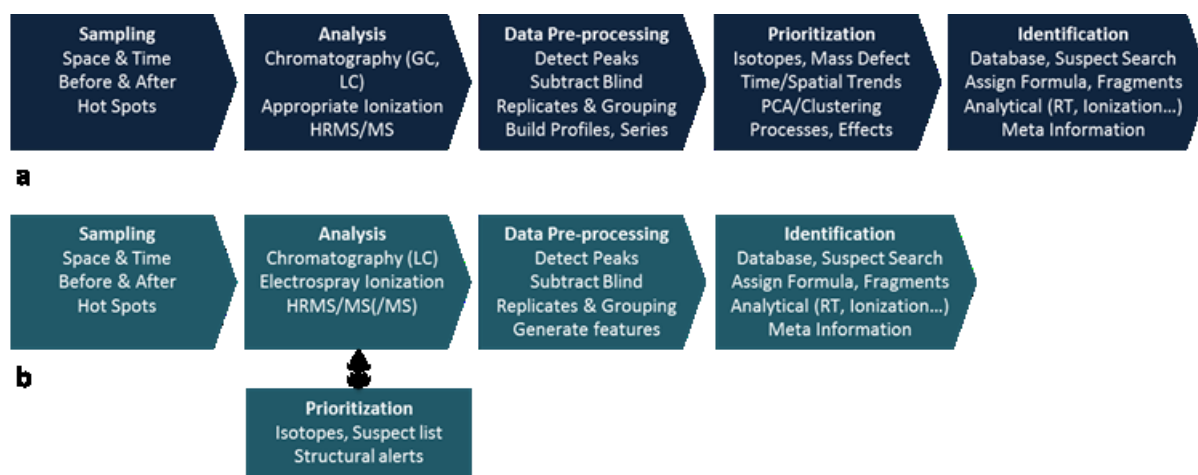 Sampling
Space & Time
Before & After
Hot Spots
Analysis
Chromatography (GC,
LC)
Appropriate Ionization
HRMS/MS
Data Pre-processing
Detect Peaks
Subtract Blind
Replicates & Grouping
Build Profiles, Series
Prioritization
Isotopes, Mass Defect
Time/Spatial Trends
PCA/Clustering
Processes, Effects
Identification
Database, Suspect Search
Assign Formula, Fragments
Analytical (RT, Ionization...)
Meta Information
a
Sampling
Space & Time
Before & After
Hot Spots
Analysis
Chromatography (LC)
Electrospray Ionization
HRMS/MS(/MS)
Data Pre-processing
Detect Peaks
Subtract Blind
Replicates & Grouping
Generate features
Identification
Database, Suspect Search
Assign Formula, Fragments
Analytical (RT, Ionization...)
Meta Information
b
Prioritization
Isotopes, Suspect list
Structural alerts